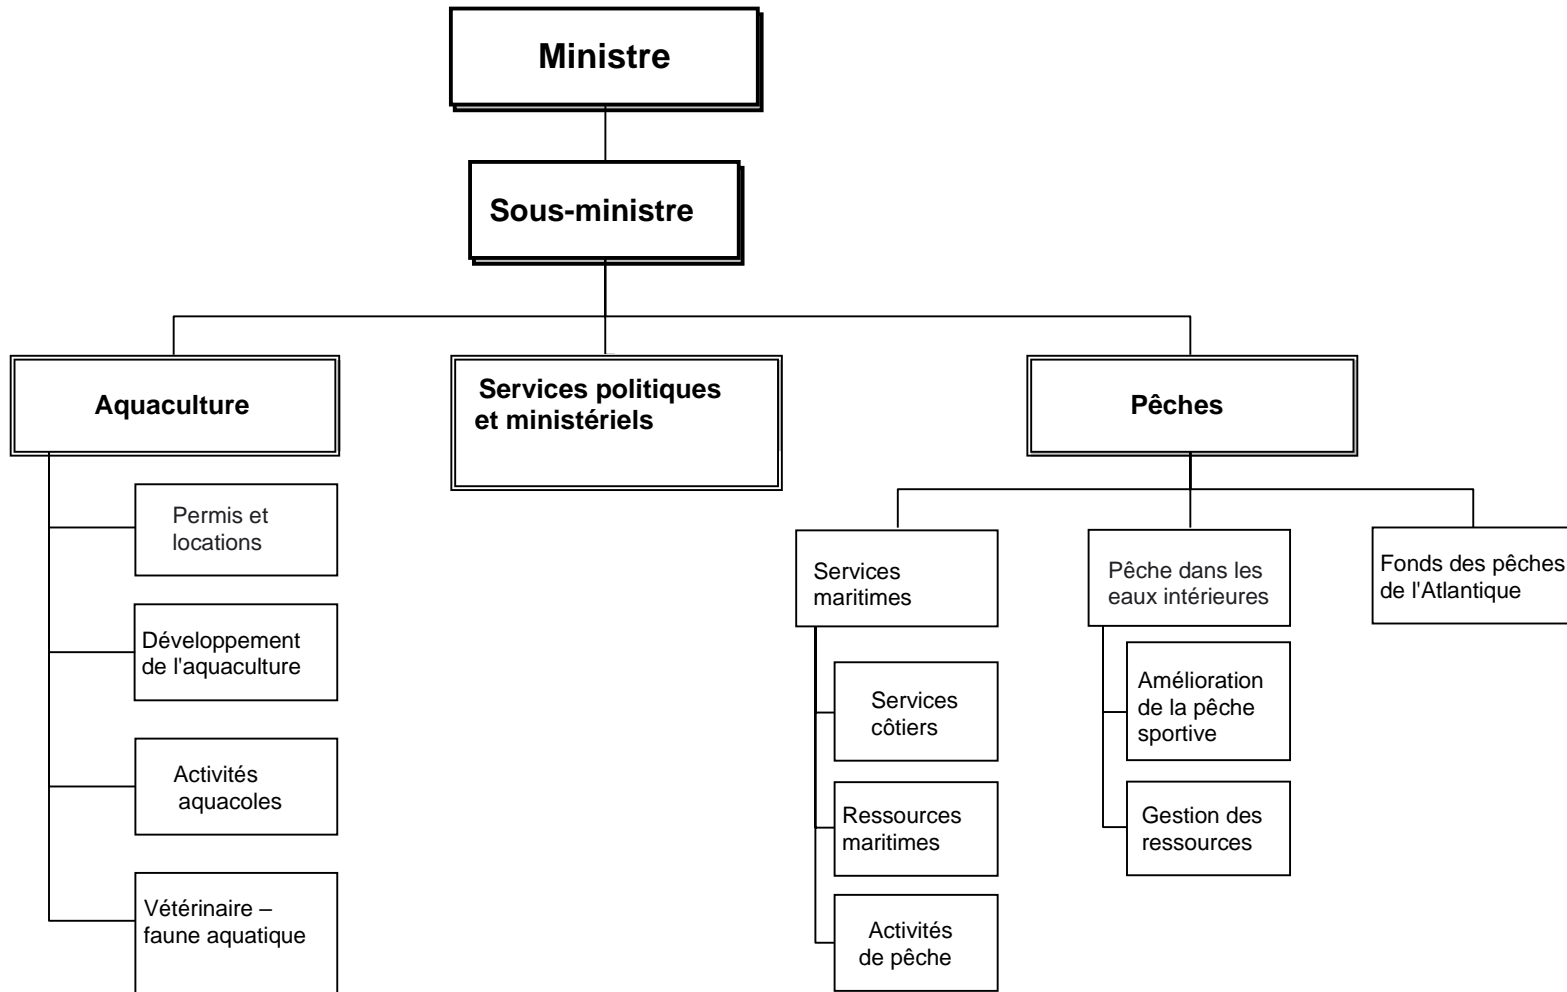 Ministre
Sous-ministre
Aquaculture
Services politiques
et ministériels
Pêches
Permis et
locations
Développement
de l'aquaculture
Activités
aquacoles
Vétérinaire –
faune aquatique
Services
maritimes
Services
côtiers
Ressources
maritimes
Activités
de pêche
Pêche dans les
eaux intérieures
Amélioration
de la pêche
sportive
Gestion des
ressources
Fonds des pêches
de l'Atlantique